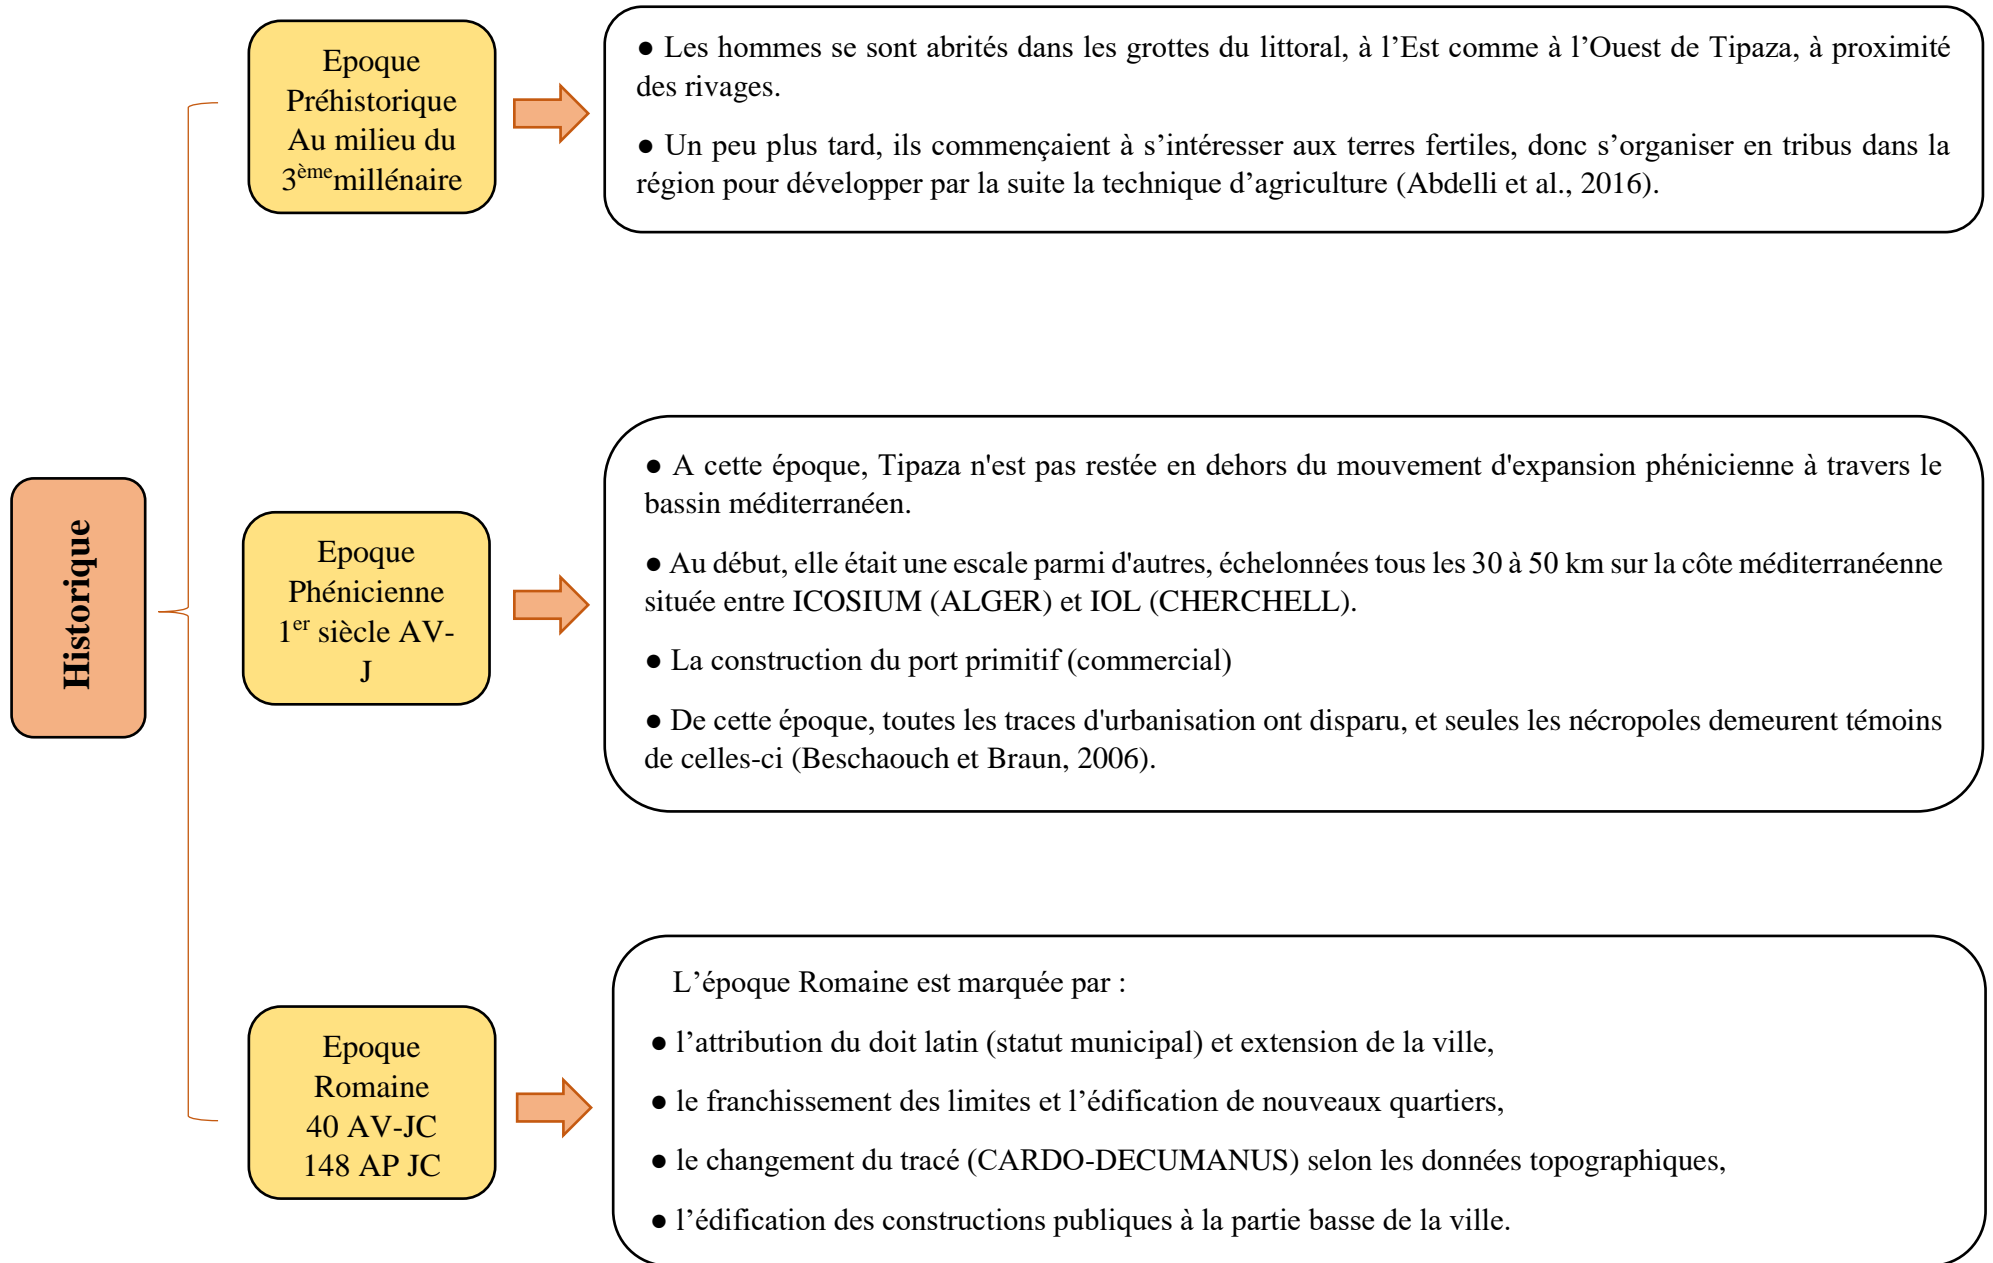 Historique
Epoque
Préhistorique
Au milieu du
3èmemillénaire
● Les hommes se sont abrités dans les grottes du littoral, à l’Est comme à l’Ouest de Tipaza, à proximité
des rivages.
● Un peu plus tard, ils commençaient à s’intéresser aux terres fertiles, donc s’organiser en tribus dans la
région pour développer par la suite la technique d’agriculture (Abdelli et al., 2016).
Epoque
Phénicienne
1er siècle AV-
J
● A cette époque, Tipaza n'est pas restée en dehors du mouvement d'expansion phénicienne à travers le
bassin méditerranéen.
● Au début, elle était une escale parmi d'autres, échelonnées tous les 30 à 50 km sur la côte méditerranéenne
située entre ICOSIUM (ALGER) et IOL (CHERCHELL).
● La construction du port primitif (commercial)
● De cette époque, toutes les traces d'urbanisation ont disparu, et seules les nécropoles demeurent témoins
de celles-ci (Beschaouch et Braun, 2006).
Epoque
Romaine
40 AV-JC
148 AP JC
L’époque Romaine est marquée par :
● l’attribution du doit latin (statut municipal) et extension de la ville,
● le franchissement des limites et l’édification de nouveaux quartiers,
● le changement du tracé (CARDO-DECUMANUS) selon les données topographiques,
● l’édification des constructions publiques à la partie basse de la ville.